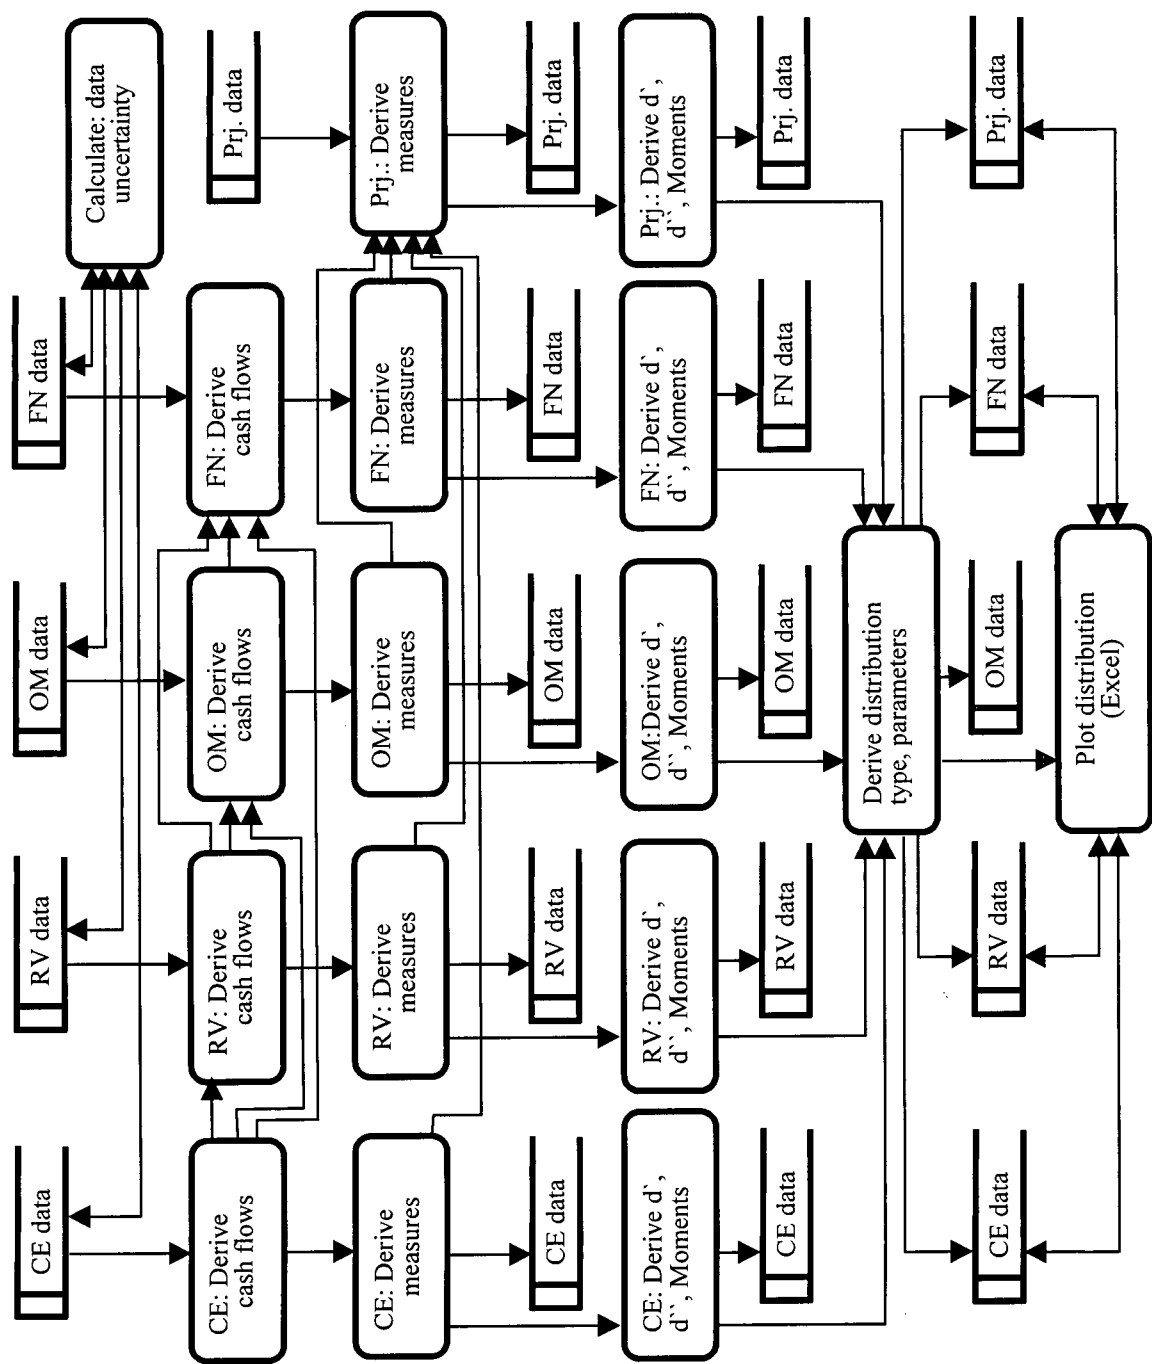 CE data
RV data
OM data
FN data
Calculate: data
uncertainty
CE: Derive
cash flows
RV: Derive
cash flows
OM: Derive
cash flows
FN: Derive
cash flows
Prj. data
CE: Derive
measures
RV: Derive
measures
OM: Derive
measures
FN: Derive
measures
Prj.: Derive
measures
CE data
RV data
OM data
FN data
Prj. data
CE: Derive d`,
d``, Moments
RV: Derive d`,
d``, Moments
OM:Derive d`,
d``, Moments
FN: Derive d`,
d``, Moments
Prj.: Derive d`,
d``, Moments
CE data
RV data
OM data
FN data
Prj. data
Derive distribution
type, parameters
CE data
RV data
OM data
FN data
Prj. data
Plot distribution
(Excel)